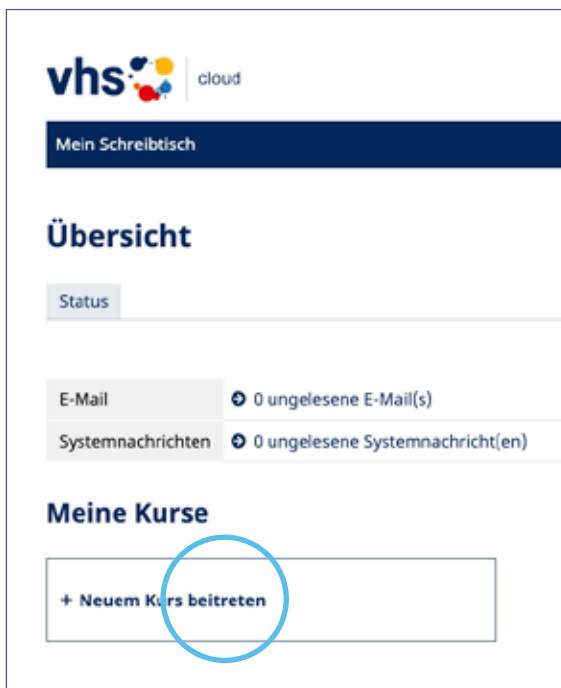 vhs cloud
Mein Schreibtisch
Übersicht
Status
E-Mail 0 ungelesene E-Mail(s)
Systemnachrichten 0 ungelesene Systemnachricht(en)
Meine Kurse
+ Neuem Kurs beitreten